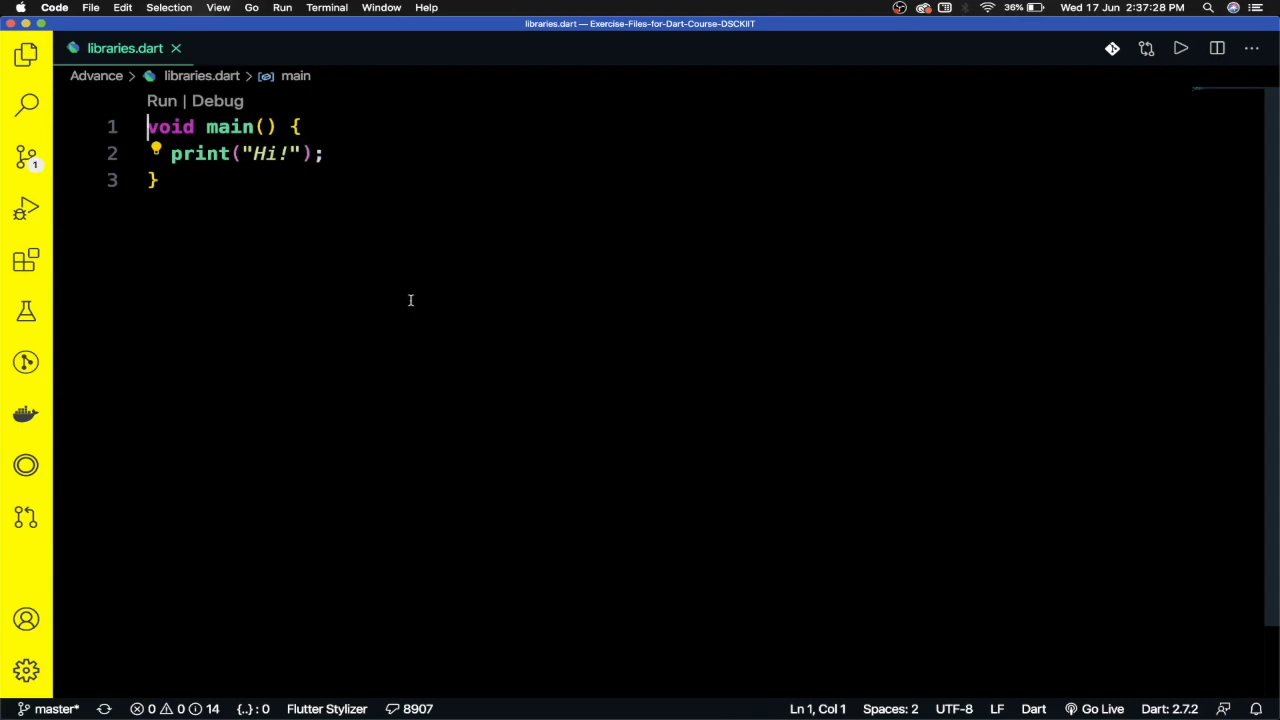 Code File Edit Selection View Go Run Terminal Window Help 36% Wed 17 Jun 2:37:28 PM
libraries.dart — Exercise-Files-for-Dart-Course-DSCKIIT
libraries.dart
Advance > libraries.dart > main
Run | Debug
1 void main() {
2 print("Hi!");
3 }
1
master* 0 0 14 {..} : 0 Flutter Stylizer 8907 Ln 1, Col 1 Spaces: 2 UTF-8 LF Dart Go Live Dart: 2.7.2